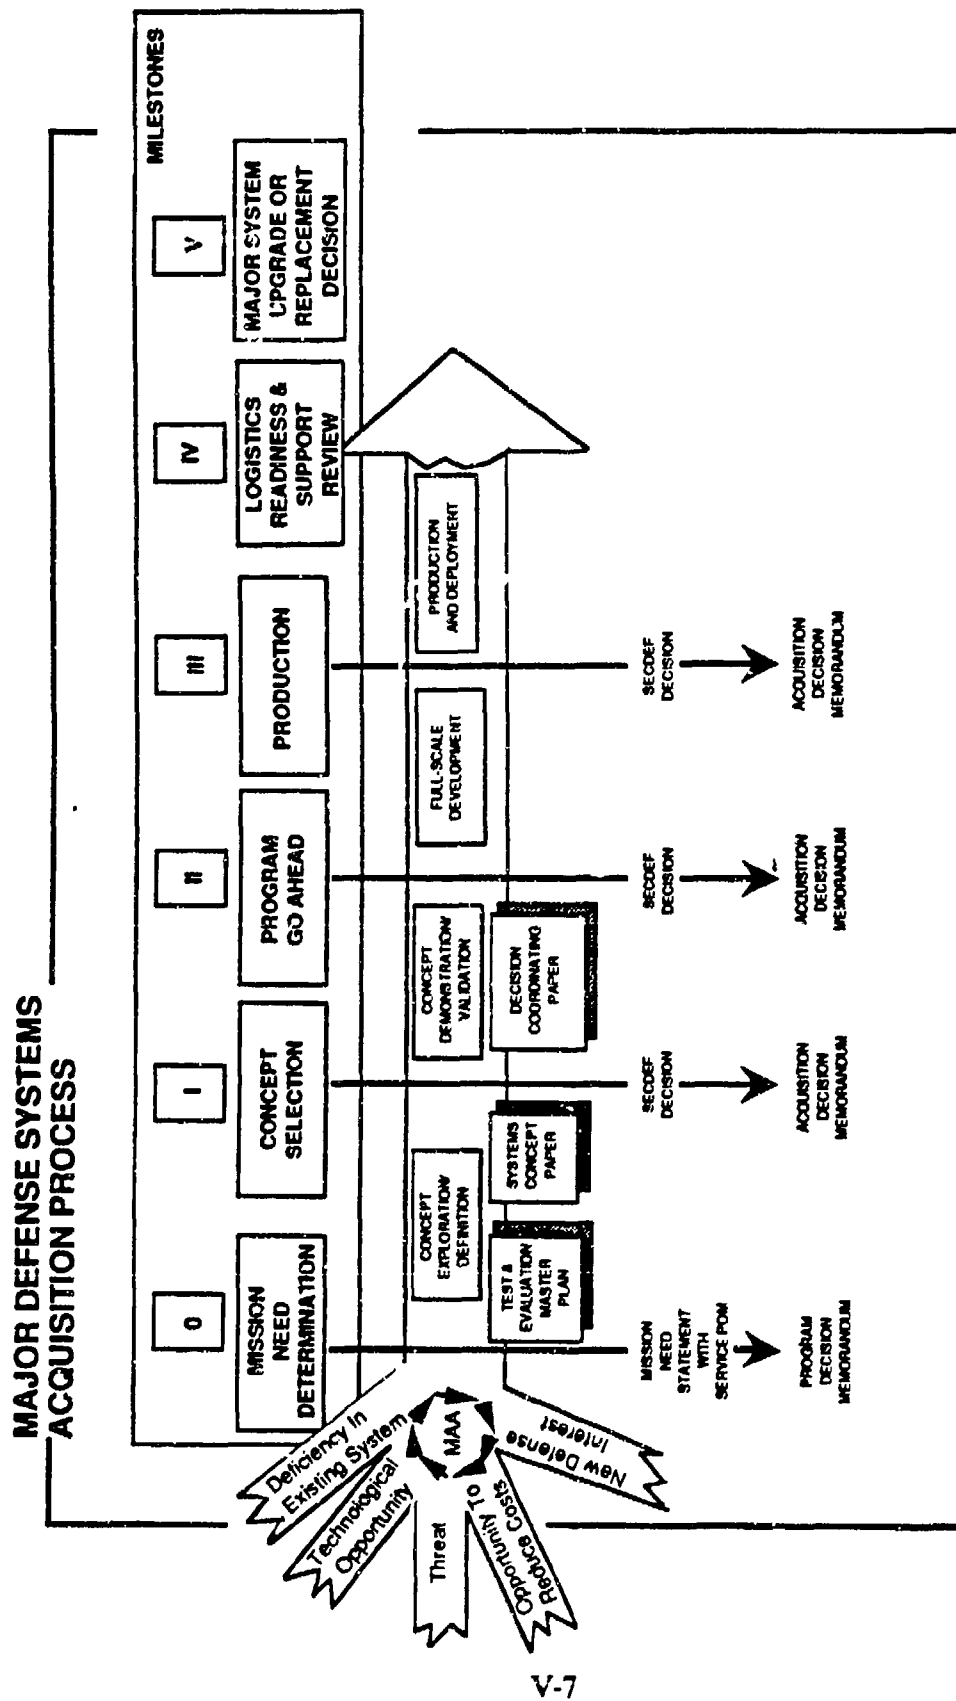 MAJOR DEFENSE SYSTEMS
ACQUISITION PROCESS
MILESTONES
0
I
II
III
IV
V
MISSION
NEED
DETERMINATION
CONCEPT
SELECTION
PROGRAM
GO AHEAD
PRODUCTION
LOGISTICS
READINESS &
SUPPORT
REVIEW
MAJOR SYSTEM
UPGRADE OR
REPLACEMENT
DECISION
Deficiency In
Existing System
Technological
Opportunity
Threat
Opportunity To
Reduce Costs
New Defense
Interest
MAA
CONCEPT
EXPLORATION/
DEFINITION
CONCEPT
DEMONSTRATION/
VALIDATION
FULL-SCALE
DEVELOPMENT
PRODUCTION
AND DEPLOYMENT
TEST &
EVALUATION
MASTER
PLAN
SYSTEMS
CONCEPT
PAPER
DECISION
COORDINATING
PAPER
MISSION
NEED
STATEMENT
WITH
SERVICE POM
SECDEF
DECISION
SECDEF
DECISION
SECDEF
DECISION
PROGRAM
DECISION
MEMORANDUM
ACQUISITION
DECISION
MEMORANDUM
ACQUISITION
DECISION
MEMORANDUM
ACQUISITION
DECISION
MEMORANDUM
V-7